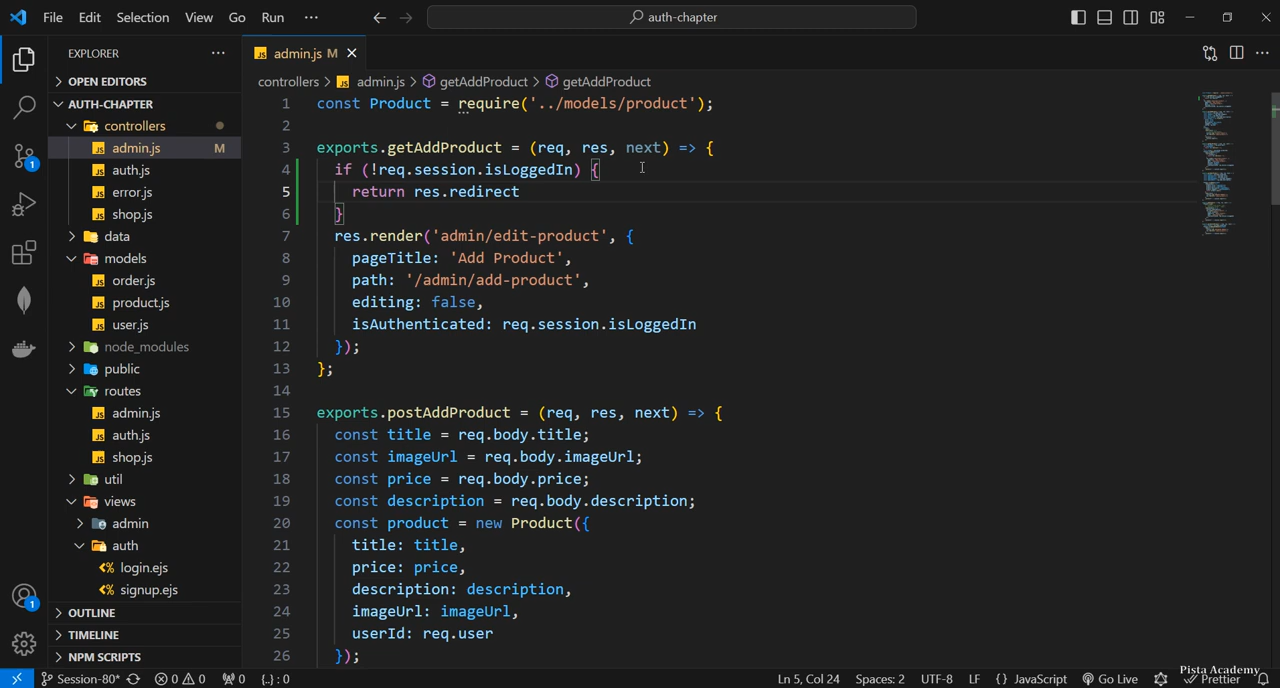 File Edit Selection View Go Run ··· auth-chapter
EXPLORER ···
OPEN EDITORS
AUTH-CHAPTER
controllers
admin.js M
auth.js
error.js
shop.js
data
models
order.js
product.js
user.js
node_modules
public
routes
admin.js
auth.js
shop.js
util
views
admin
auth
login.ejs
signup.ejs
OUTLINE
TIMELINE
NPM SCRIPTS
1
1
admin.js M
controllers > admin.js > getAddProduct > getAddProduct
1 const Product = require('../models/product');
2
3 exports.getAddProduct = (req, res, next) => {
4 if (!req.session.isLoggedIn) {
5 return res.redirect
6 }
7 res.render('admin/edit-product', {
8 pageTitle: 'Add Product',
9 path: '/admin/add-product',
10 editing: false,
11 isAuthenticated: req.session.isLoggedIn
12 });
13 };
14
15 exports.postAddProduct = (req, res, next) => {
16 const title = req.body.title;
17 const imageUrl = req.body.imageUrl;
18 const price = req.body.price;
19 const description = req.body.description;
20 const product = new Product({
21 title: title,
22 price: price,
23 description: description,
24 imageUrl: imageUrl,
25 userId: req.user
26 });
Pista Academy
Session-80* 0 0 0 {..} : 0 Ln 5, Col 24 Spaces: 2 UTF-8 LF {} JavaScript Go Live Prettier